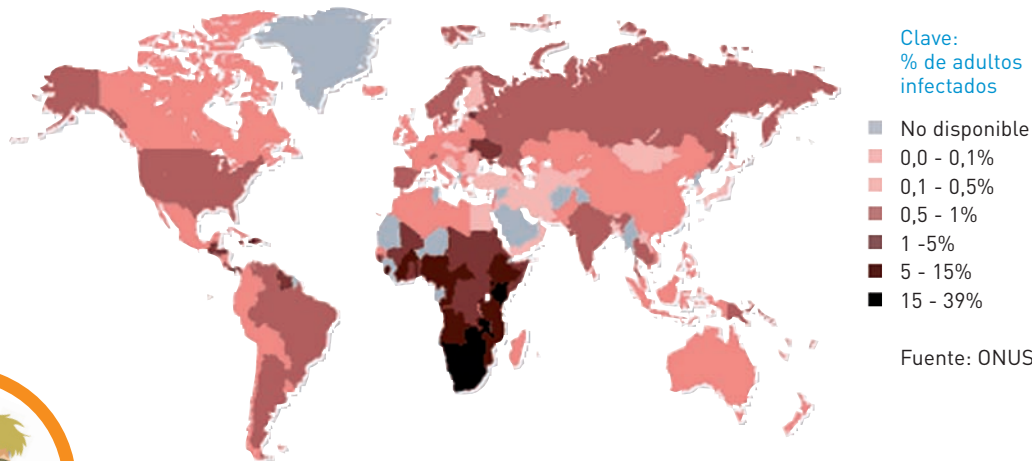 Clave:
% de adultos
infectados
No disponible
0,0 - 0,1%
0,1 - 0,5%
0,5 - 1%
1 -5%
5 - 15%
15 - 39%
Fuente: ONUS